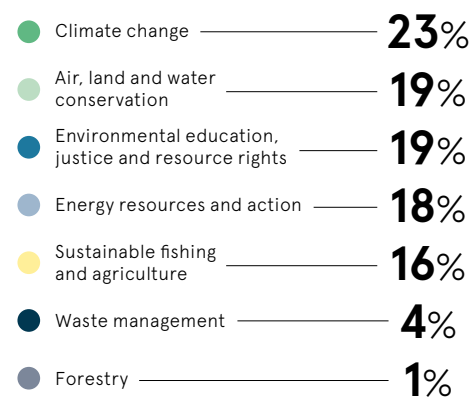 Climate change 23%
Air, land and water
conservation 19%
Environmental education,
justice and resource rights 19%
Energy resources and action 18%
Sustainable fishing
and agriculture 16%
Waste management 4%
Forestry 1%